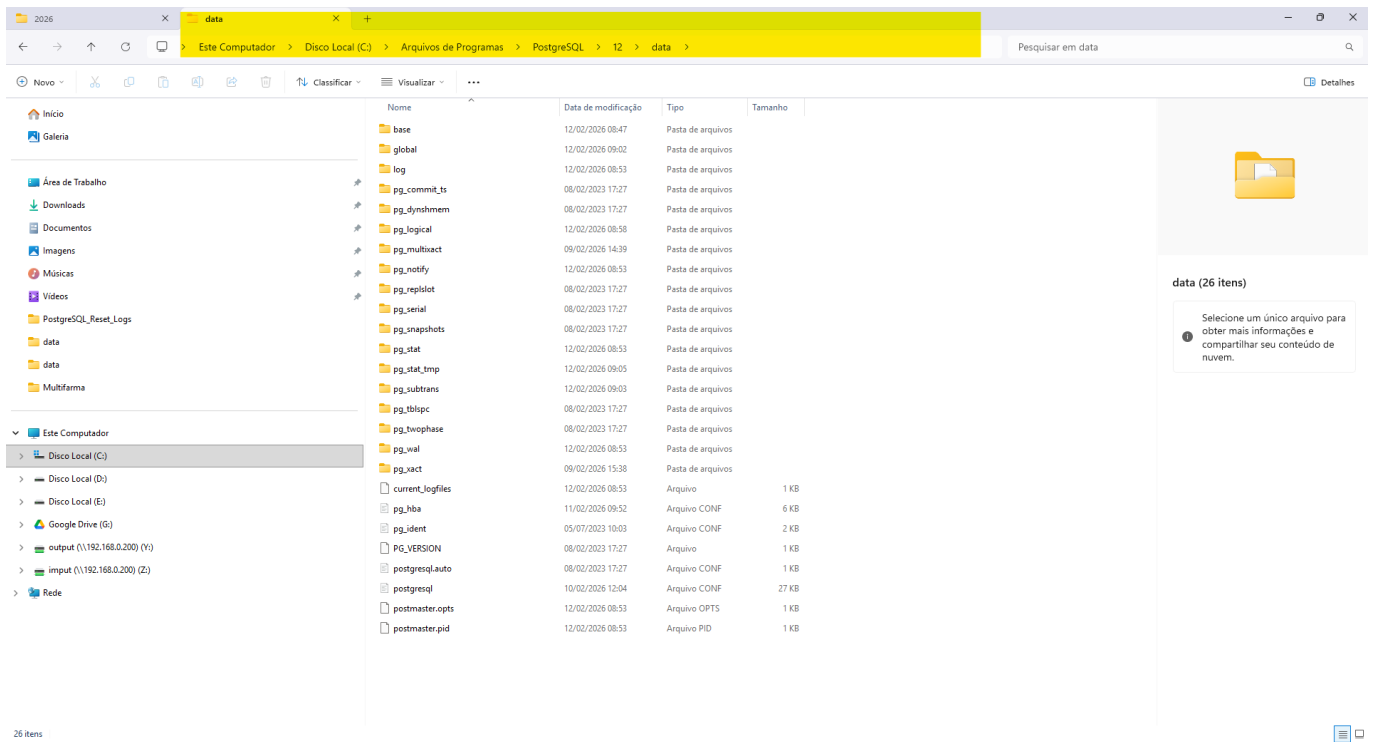 2026
data
Este Computador > Disco Local (C:) > Arquivos de Programas > PostgreSQL > 12 > data >
Pesquisar em data
Novo
Classificar
Visualizar
Detalhes
Início
Galeria
Área de Trabalho
Downloads
Documentos
Imagens
Músicas
Vídeos
PostgreSQL_Reset_Logs
data
data
Multifarma
Este Computador
Disco Local (C:)
Disco Local (D:)
Disco Local (E:)
Google Drive (G:)
output (\\192.168.0.200) (Y:)
imput (\\192.168.0.200) (Z:)
Rede
Nome Data de modificação Tipo Tamanho
base 12/02/2026 08:47 Pasta de arquivos
global 12/02/2026 09:02 Pasta de arquivos
log 12/02/2026 08:53 Pasta de arquivos
pg_commit_ts 08/02/2023 17:27 Pasta de arquivos
pg_dynshmem 08/02/2023 17:27 Pasta de arquivos
pg_logical 12/02/2026 08:58 Pasta de arquivos
pg_multixact 09/02/2026 14:39 Pasta de arquivos
pg_notify 12/02/2026 08:53 Pasta de arquivos
pg_replslot 08/02/2023 17:27 Pasta de arquivos
pg_serial 08/02/2023 17:27 Pasta de arquivos
pg_snapshots 08/02/2023 17:27 Pasta de arquivos
pg_stat 12/02/2026 08:53 Pasta de arquivos
pg_stat_tmp 12/02/2026 09:05 Pasta de arquivos
pg_subtrans 12/02/2026 09:03 Pasta de arquivos
pg_tblspc 08/02/2023 17:27 Pasta de arquivos
pg_twophase 08/02/2023 17:27 Pasta de arquivos
pg_wal 12/02/2026 08:53 Pasta de arquivos
pg_xact 09/02/2026 15:38 Pasta de arquivos
current_logfiles 12/02/2026 08:53 Arquivo 1 KB
pg_hba 11/02/2026 09:52 Arquivo CONF 6 KB
pg_ident 05/07/2023 10:03 Arquivo CONF 2 KB
PG_VERSION 08/02/2023 17:27 Arquivo 1 KB
postgresql.auto 08/02/2023 17:27 Arquivo CONF 1 KB
postgresql 10/02/2026 12:04 Arquivo CONF 27 KB
postmaster.opts 12/02/2026 08:53 Arquivo OPTS 1 KB
postmaster.pid 12/02/2026 08:53 Arquivo PID 1 KB
data (26 itens)
Selecione um único arquivo para
obter mais informações e
compartilhar seu conteúdo de
nuvem.
26 itens